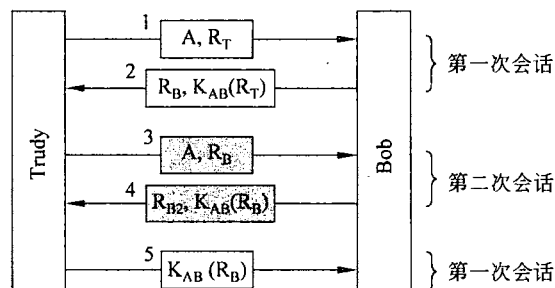 1
A, R_T
第一次会话
2
R_B, K_AB(R_T)
Trudy
Bob
3
A, R_B
第二次会话
4
R_B2, K_AB(R_B)
5
K_AB (R_B)
第一次会话